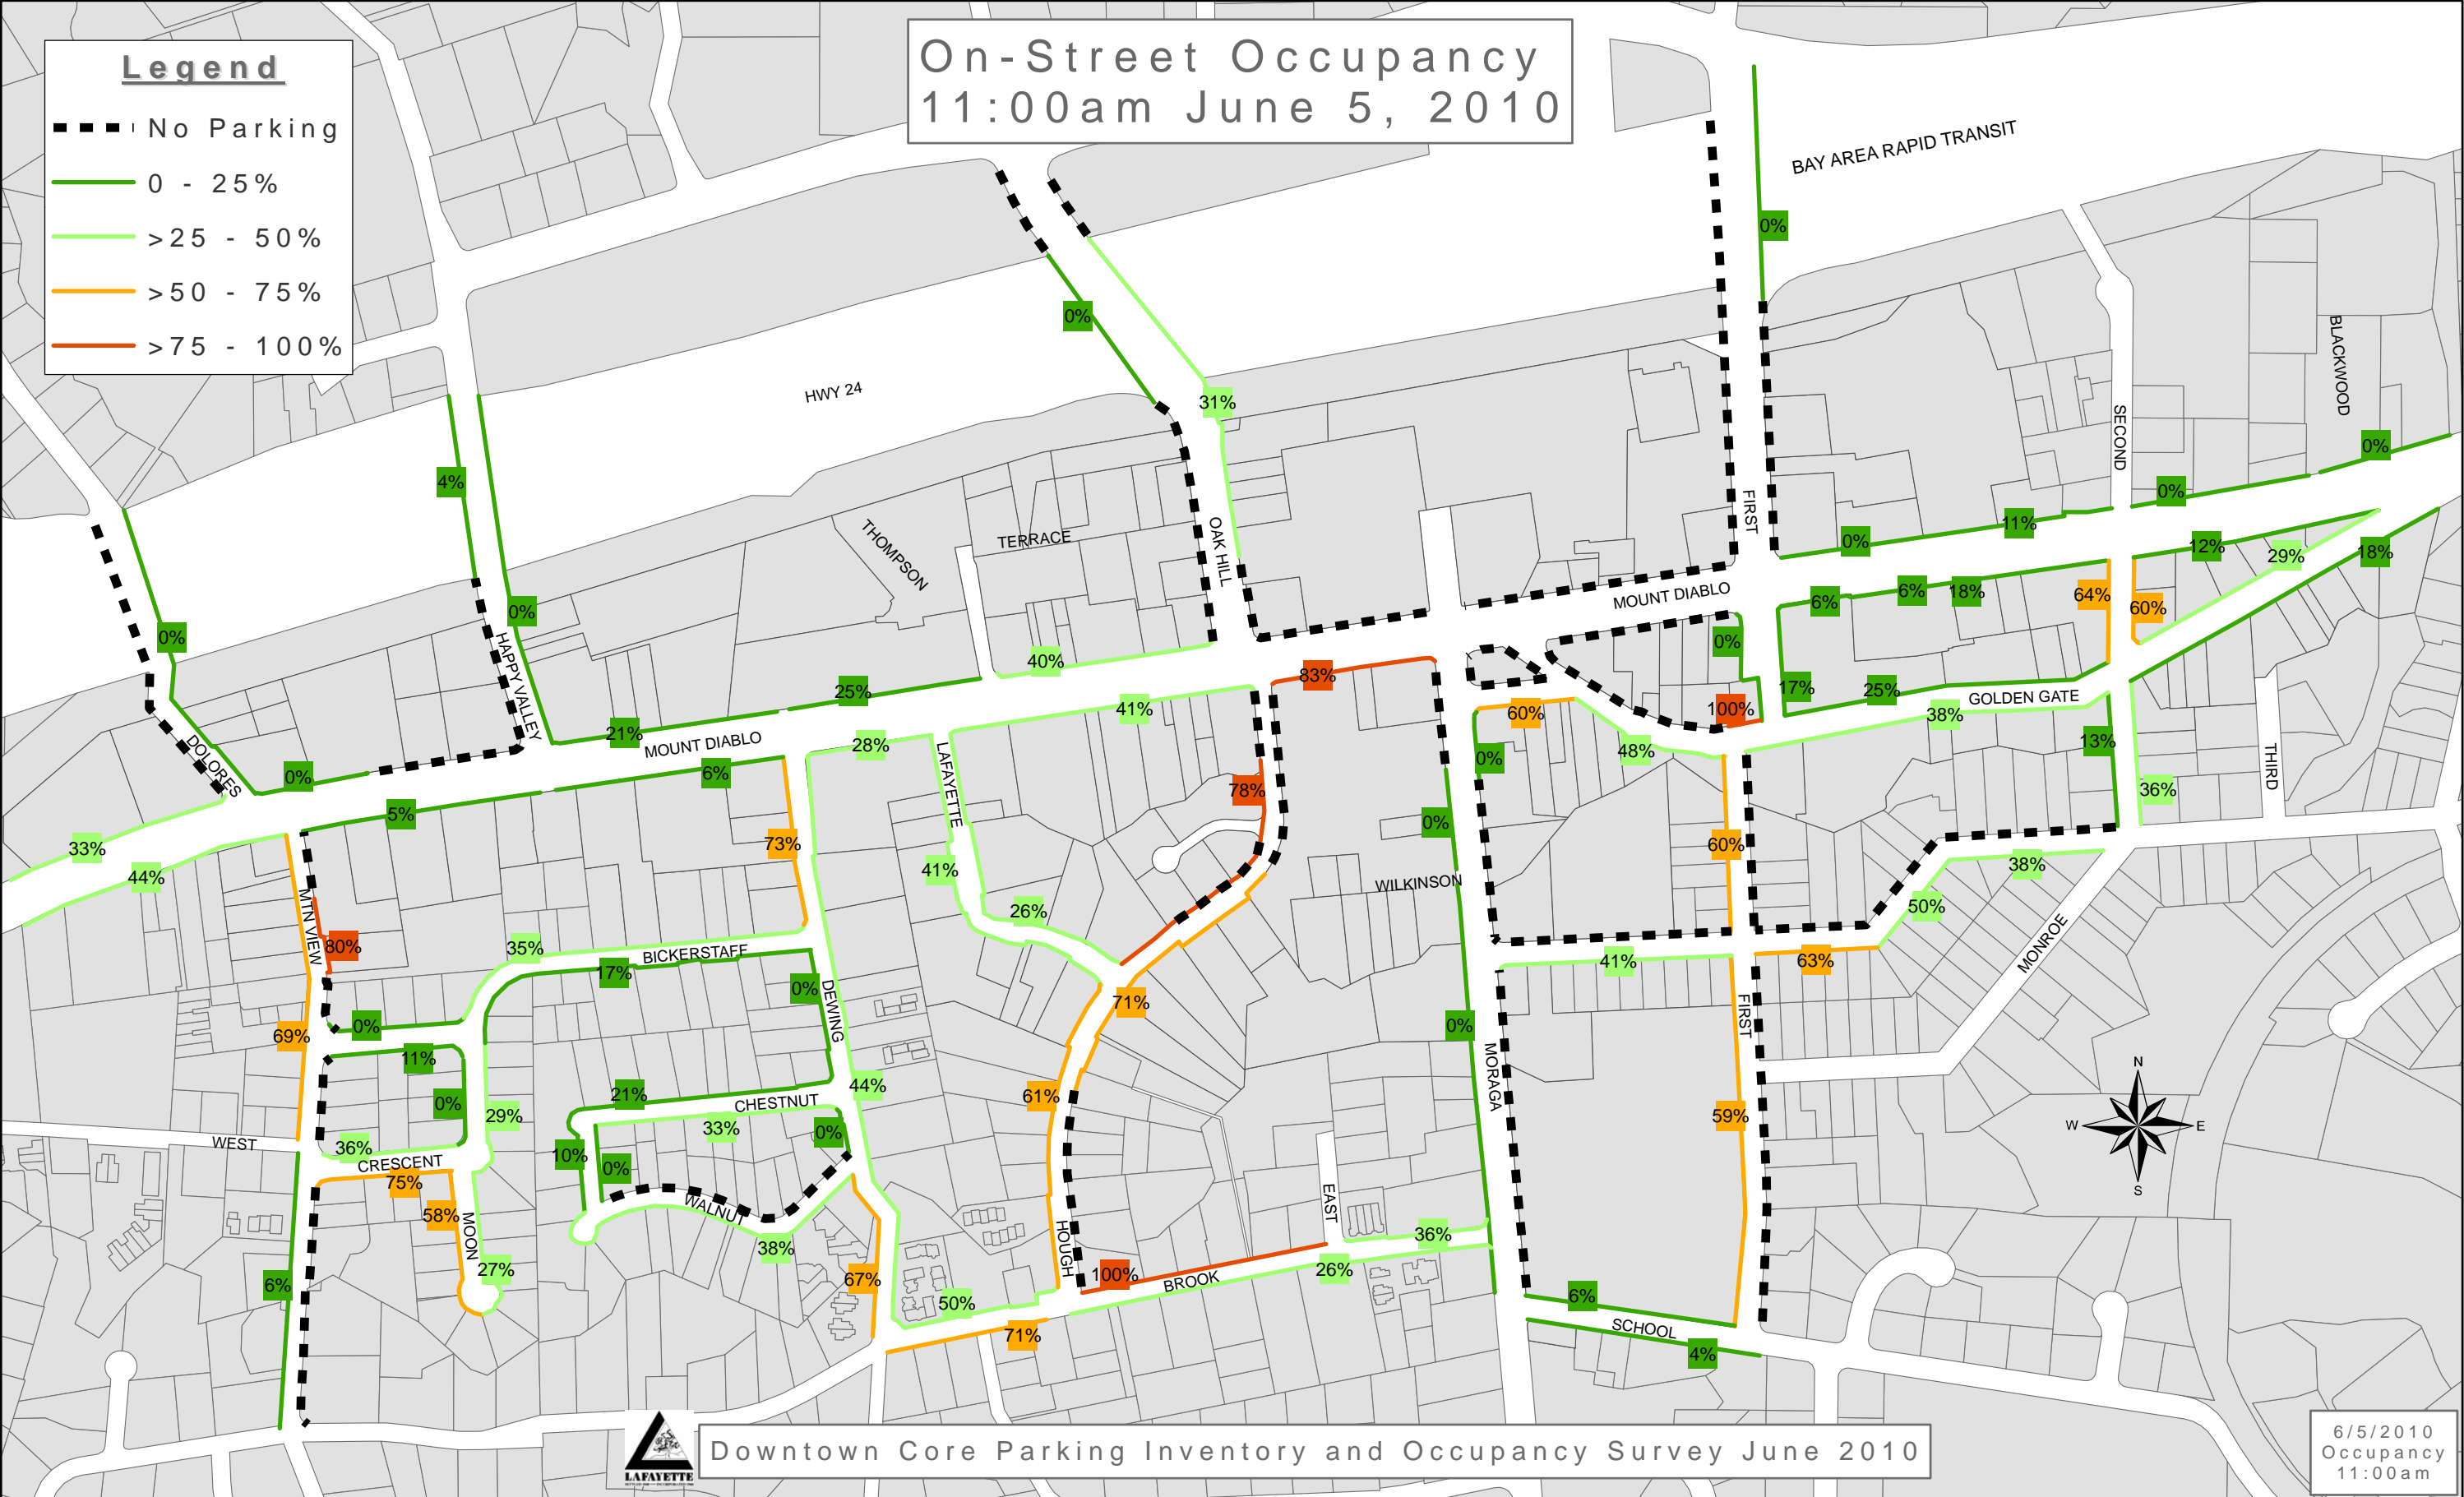 On-Street Occupancy
11:00am June 5, 2010
Legend
No Parking
0 - 25%
>25 - 50%
>50 - 75%
>75 - 100%
BAY AREA RAPID TRANSIT
0%
0%
HWY 24
31%
BLACKWOOD
SECOND
0%
4%
0%
FIRST
THOMPSON
TERRACE
OAK HILL
0%
11%
12%
29%
18%
0%
0%
HAPPY VALLEY
MOUNT DIABLO
6%
6%
18%
64%
60%
0%
40%
83%
17%
25%
GOLDEN GATE
25%
41%
60%
100%
38%
21%
MOUNT DIABLO
28%
48%
13%
DOLORES
0%
6%
LAFAYETTE
78%
0%
36%
THIRD
5%
33%
44%
73%
41%
0%
60%
38%
MTN VIEW
WILKINSON
26%
50%
80%
35%
BICKERSTAFF
17%
0%
DEWING
71%
41%
63%
MONROE
69%
0%
11%
0%
FIRST
0%
29%
21%
CHESTNUT
33%
44%
0%
61%
MORAGA
59%
N
W
E
S
WEST
36%
CRESCENT
75%
10%
0%
58%
MOON
WALNUT
38%
EAST
36%
HOUGH
27%
6%
67%
100%
BROOK
26%
50%
71%
6%
SCHOOL
4%
LAFAYETTE
Downtown Core Parking Inventory and Occupancy Survey June 2010
6/5/2010
Occupancy
11:00am